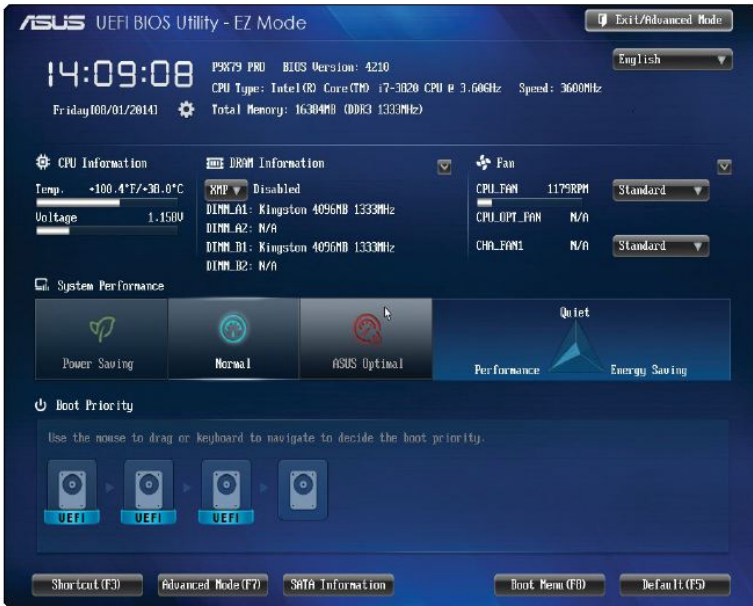 ASUS UEFI BIOS Utility - EZ Mode
Exit/Advanced Mode
English
14:09:08
Friday[08/01/2014]
P9X79 PRO BIOS Version: 4210
CPU Type: Intel(R) Core(TM) i7-3820 CPU @ 3.60GHz Speed: 3600MHz
Total Memory: 16384MB (DDR3 1333MHz)
CPU Information
Temp. +100.4°F/+38.0°C
Voltage 1.158V
DRAM Information
XMP Disabled
DIMM_A1: Kingston 4096MB 1333MHz
DIMM_A2: N/A
DIMM_B1: Kingston 4096MB 1333MHz
DIMM_B2: N/A
Fan
CPU_FAN 1179RPM Standard
CPU_OPT_FAN N/A
CHA_FAN1 N/A Standard
System Performance
Power Saving
Normal
ASUS Optimal
Quiet
Performance
Energy Saving
Boot Priority
Use the mouse to drag or keyboard to navigate to decide the boot priority.
UEFI
UEFI
UEFI
Shortcut(F3)
Advanced Mode(F7)
SATA Information
Boot Menu(F8)
Default(F5)